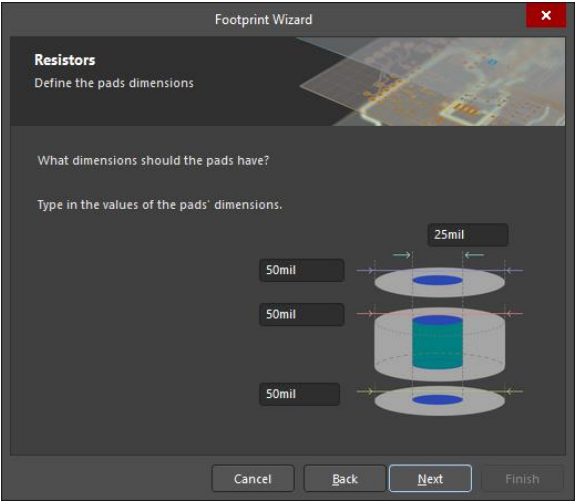 Footprint Wizard
Resistors
Define the pads dimensions
What dimensions should the pads have?
Type in the values of the pads' dimensions.
25mil
50mil
50mil
50mil
Cancel Back Next Finish